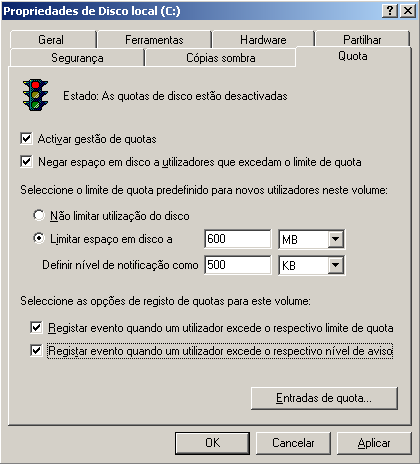 Propriedades de Disco local (C:)
Geral Ferramentas Hardware Partilhar
Segurança Cópias sombra Quota
Estado: As quotas de disco estão desactivadas
Activar gestão de quotas
Negar espaço em disco a utilizadores que excedam o limite de quota
Seleccione o limite de quota predefinido para novos utilizadores neste volume:
Não limitar utilização do disco
Limitar espaço em disco a 600 MB
Definir nível de notificação como 500 KB
Seleccione as opções de registo de quotas para este volume:
Registar evento quando um utilizador excede o respectivo limite de quota
Registar evento quando um utilizador excede o respectivo nível de aviso
Entradas de quota...
OK Cancelar Aplicar